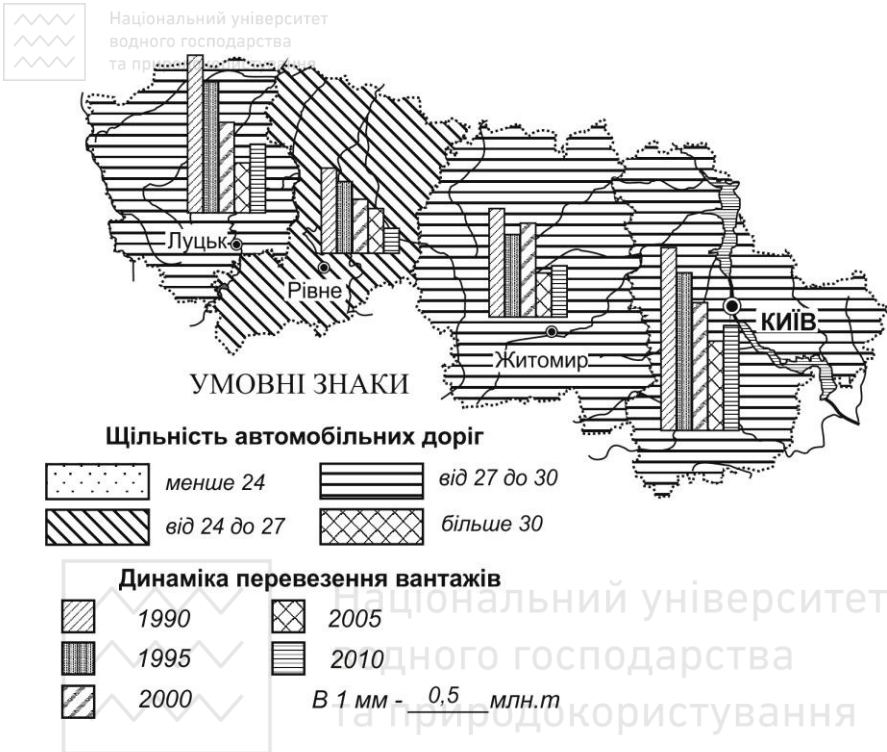 Національний університет
водного господарства
та природокористування
Луцьк
Рівне
Житомир
КИЇВ
УМОВНІ ЗНАКИ
Щільність автомобільних доріг
менше 24
від 27 до 30
від 24 до 27
більше 30
Динаміка перевезення вантажів
1990
2005
1995
2010
2000
В 1 мм - 0,5 млн.т
Національний університет
водного господарства
та природокористування